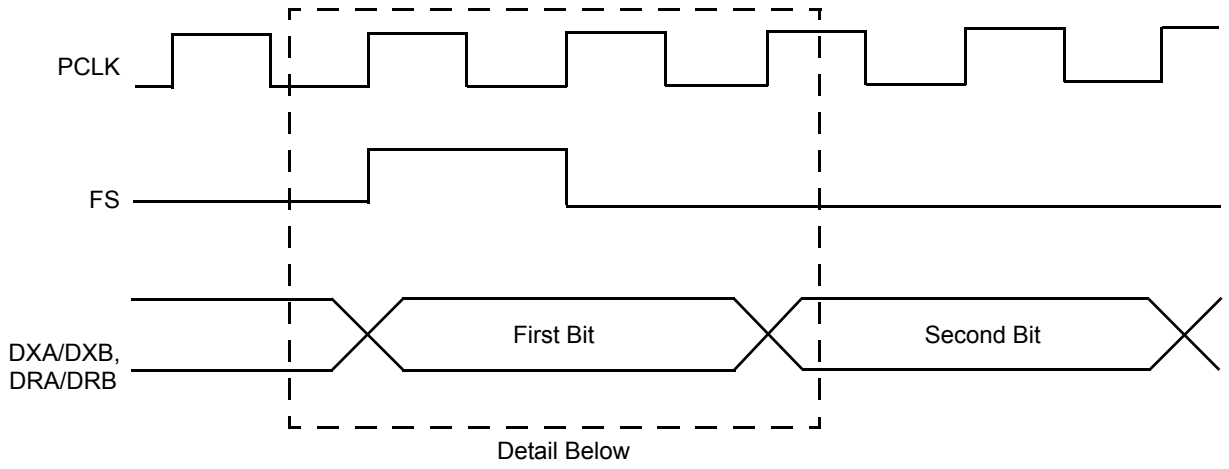 PCLK
FS
DXA/DXB,
DRA/DRB
First Bit
Second Bit
Detail Below